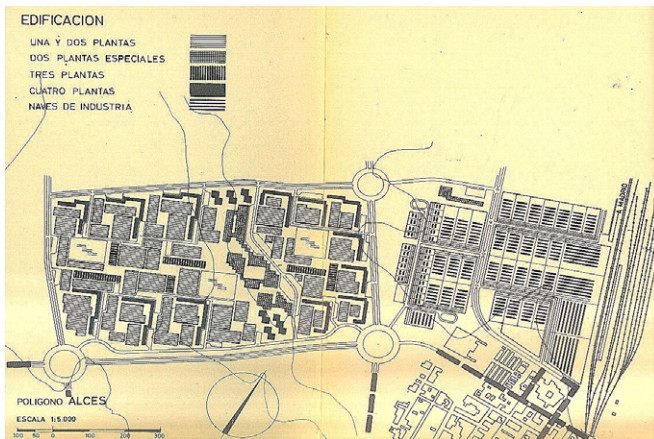 EDIFICACION
UNA Y DOS PLANTAS
DOS PLANTAS ESPECIALES
TRES PLANTAS
CUATRO PLANTAS
NAVES DE INDUSTRIA
A MADRID
POLIGONO ALCES
ESCALA 1:5.000
100 50 0 100 200 300